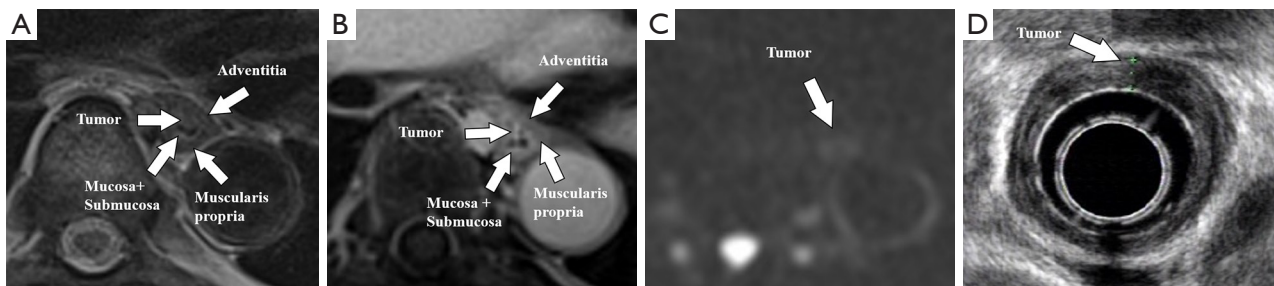 A
Adventitia
Tumor
Mucosa+
Submucosa
Muscularis
propria
B
Adventitia
Tumor
Mucosa +
Submucosa
Muscularis
propria
C
Tumor
D
Tumor